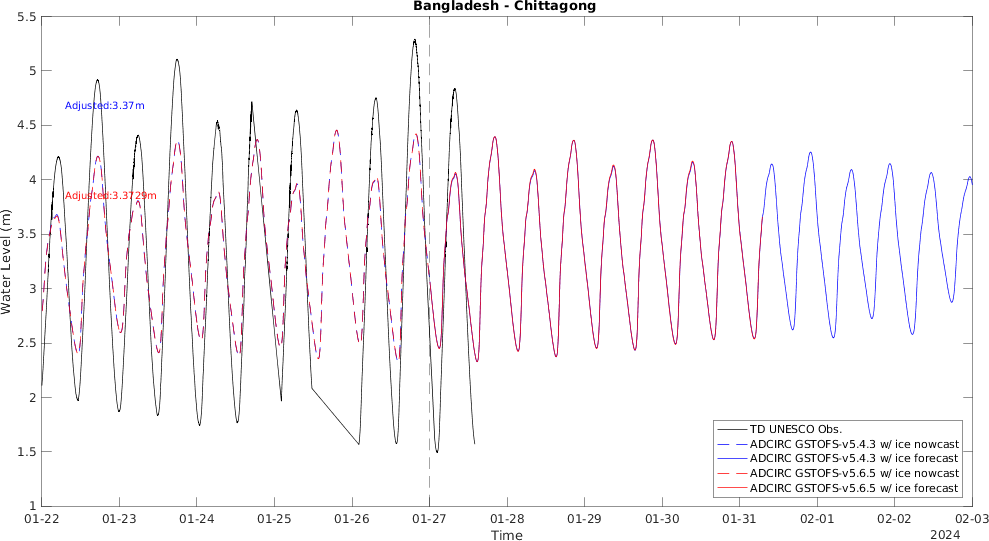 Bangladesh - Chittagong
5.5
5
4.5
4
3.5
3
2.5
2
1.5
1
Water Level (m)
Adjusted:3.37m
Adjusted:3.3729m
TD UNESCO Obs.
ADCIRC GSTOFS-v5.4.3 w/ ice nowcast
ADCIRC GSTOFS-v5.4.3 w/ ice forecast
ADCIRC GSTOFS-v5.6.5 w/ ice nowcast
ADCIRC GSTOFS-v5.6.5 w/ ice forecast
01-22 01-23 01-24 01-25 01-26 01-27 01-28 01-29 01-30 01-31 02-01 02-02 02-03
Time
2024